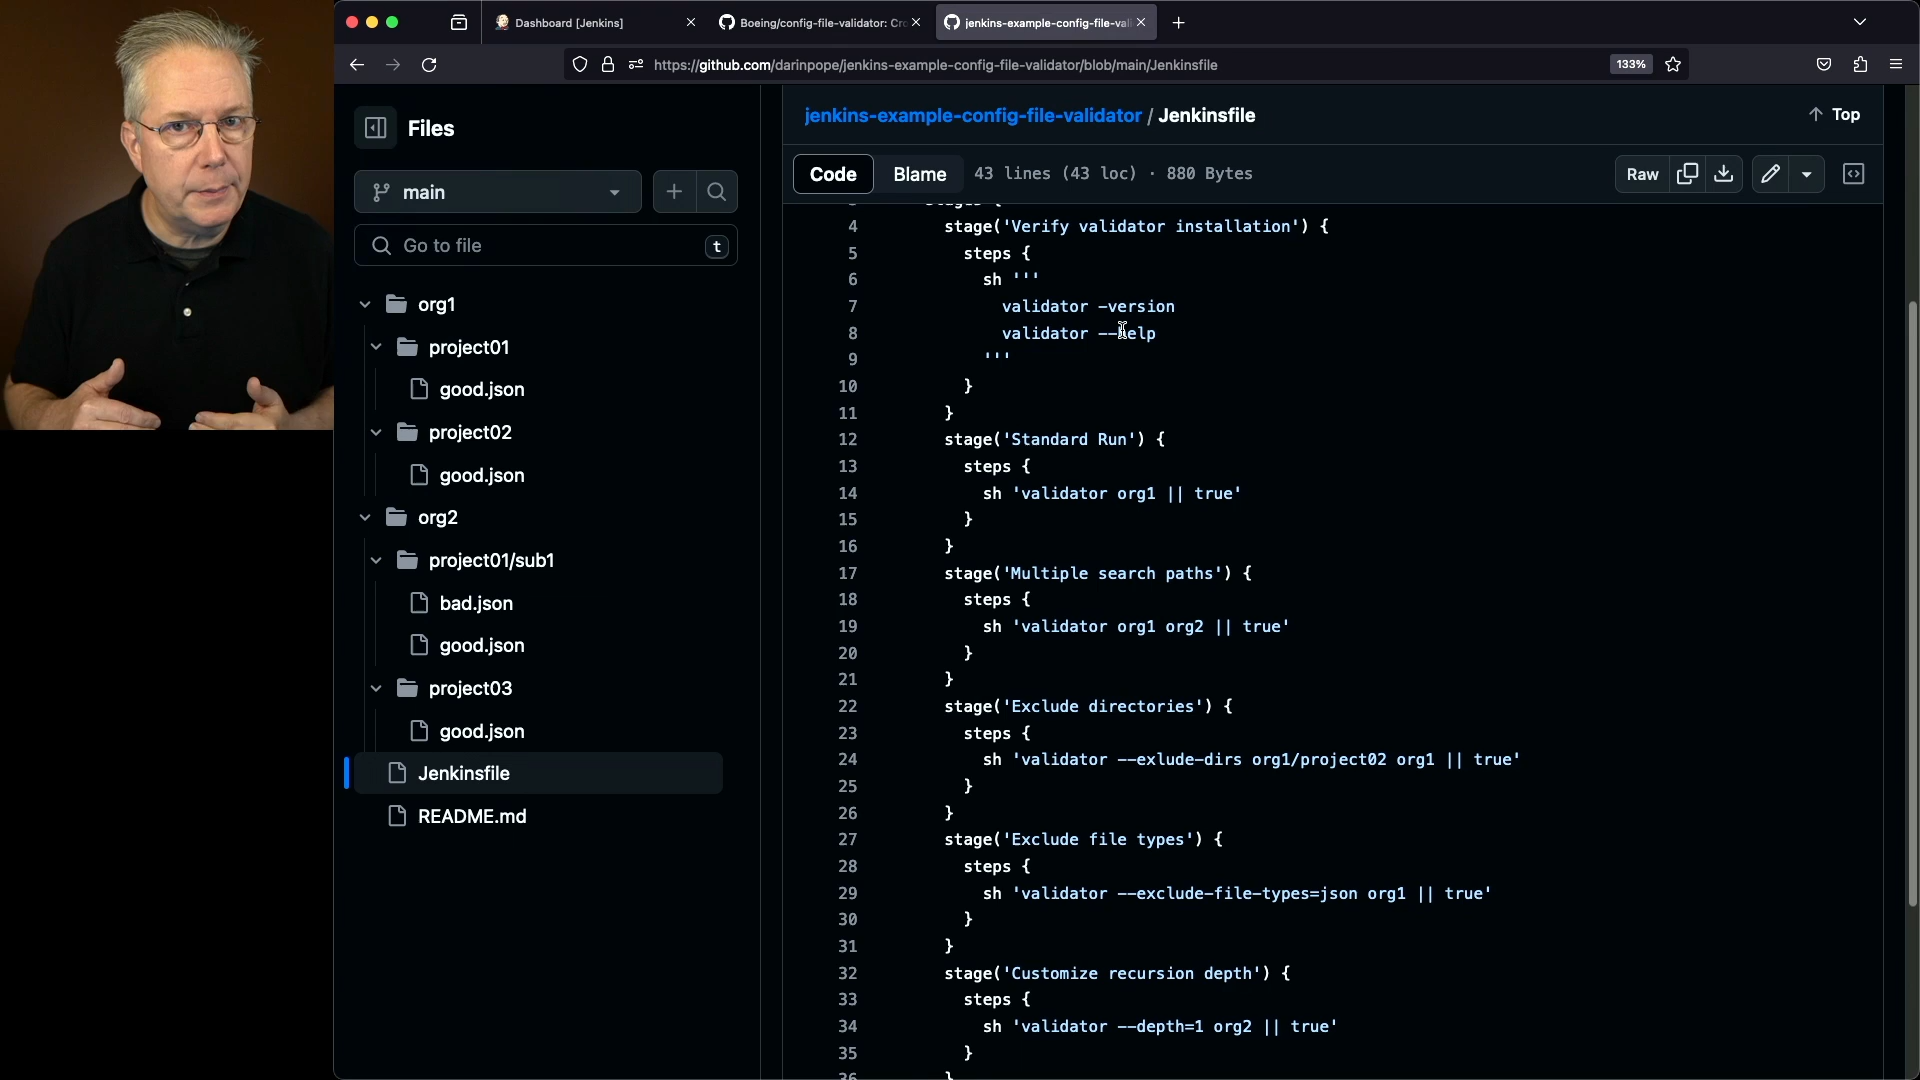 Dashboard [Jenkins]
Boeing/config-file-validator: Cro
jenkins-example-config-file-vali
https://github.com/darinpope/jenkins-example-config-file-validator/blob/main/Jenkinsfile
133%
Files
main
Go to file
t
org1
project01
good.json
project02
good.json
org2
project01/sub1
bad.json
good.json
project03
good.json
Jenkinsfile
README.md
jenkins-example-config-file-validator / Jenkinsfile
Top
Code
Blame
43 lines (43 loc) · 880 Bytes
Raw
3 stages {
4 stage('Verify validator installation') {
5 steps {
6 sh '''
7 validator -version
8 validator --help
9 '''
10 }
11 }
12 stage('Standard Run') {
13 steps {
14 sh 'validator org1 || true'
15 }
16 }
17 stage('Multiple search paths') {
18 steps {
19 sh 'validator org1 org2 || true'
20 }
21 }
22 stage('Exclude directories') {
23 steps {
24 sh 'validator --exlude-dirs org1/project02 org1 || true'
25 }
26 }
27 stage('Exclude file types') {
28 steps {
29 sh 'validator --exclude-file-types=json org1 || true'
30 }
31 }
32 stage('Customize recursion depth') {
33 steps {
34 sh 'validator --depth=1 org2 || true'
35 }
36 }